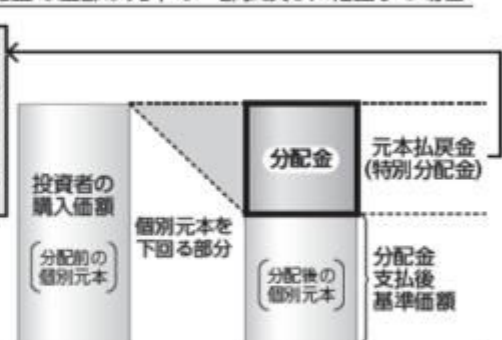 分配金
元本払戻金
(特別分配金)
投資者の
購入価額
(分配前の
個別元本)
個別元本を
下回る部分
(分配後の
個別元本)
分配金
支払後
基準価額